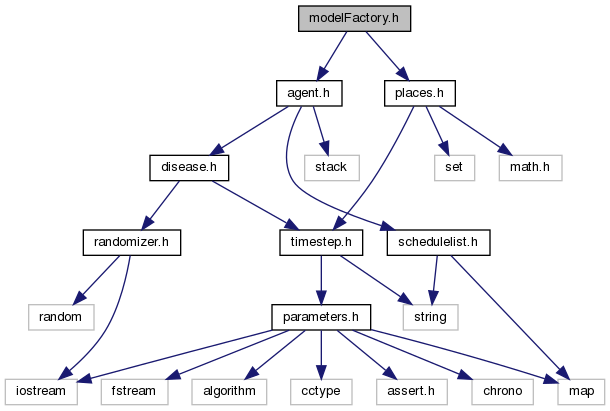 modelFactory.h
agent.h
places.h
disease.h
stack
set
math.h
randomizer.h
timestep.h
schedulelist.h
random
parameters.h
string
iostream
fstream
algorithm
cctype
assert.h
chrono
map